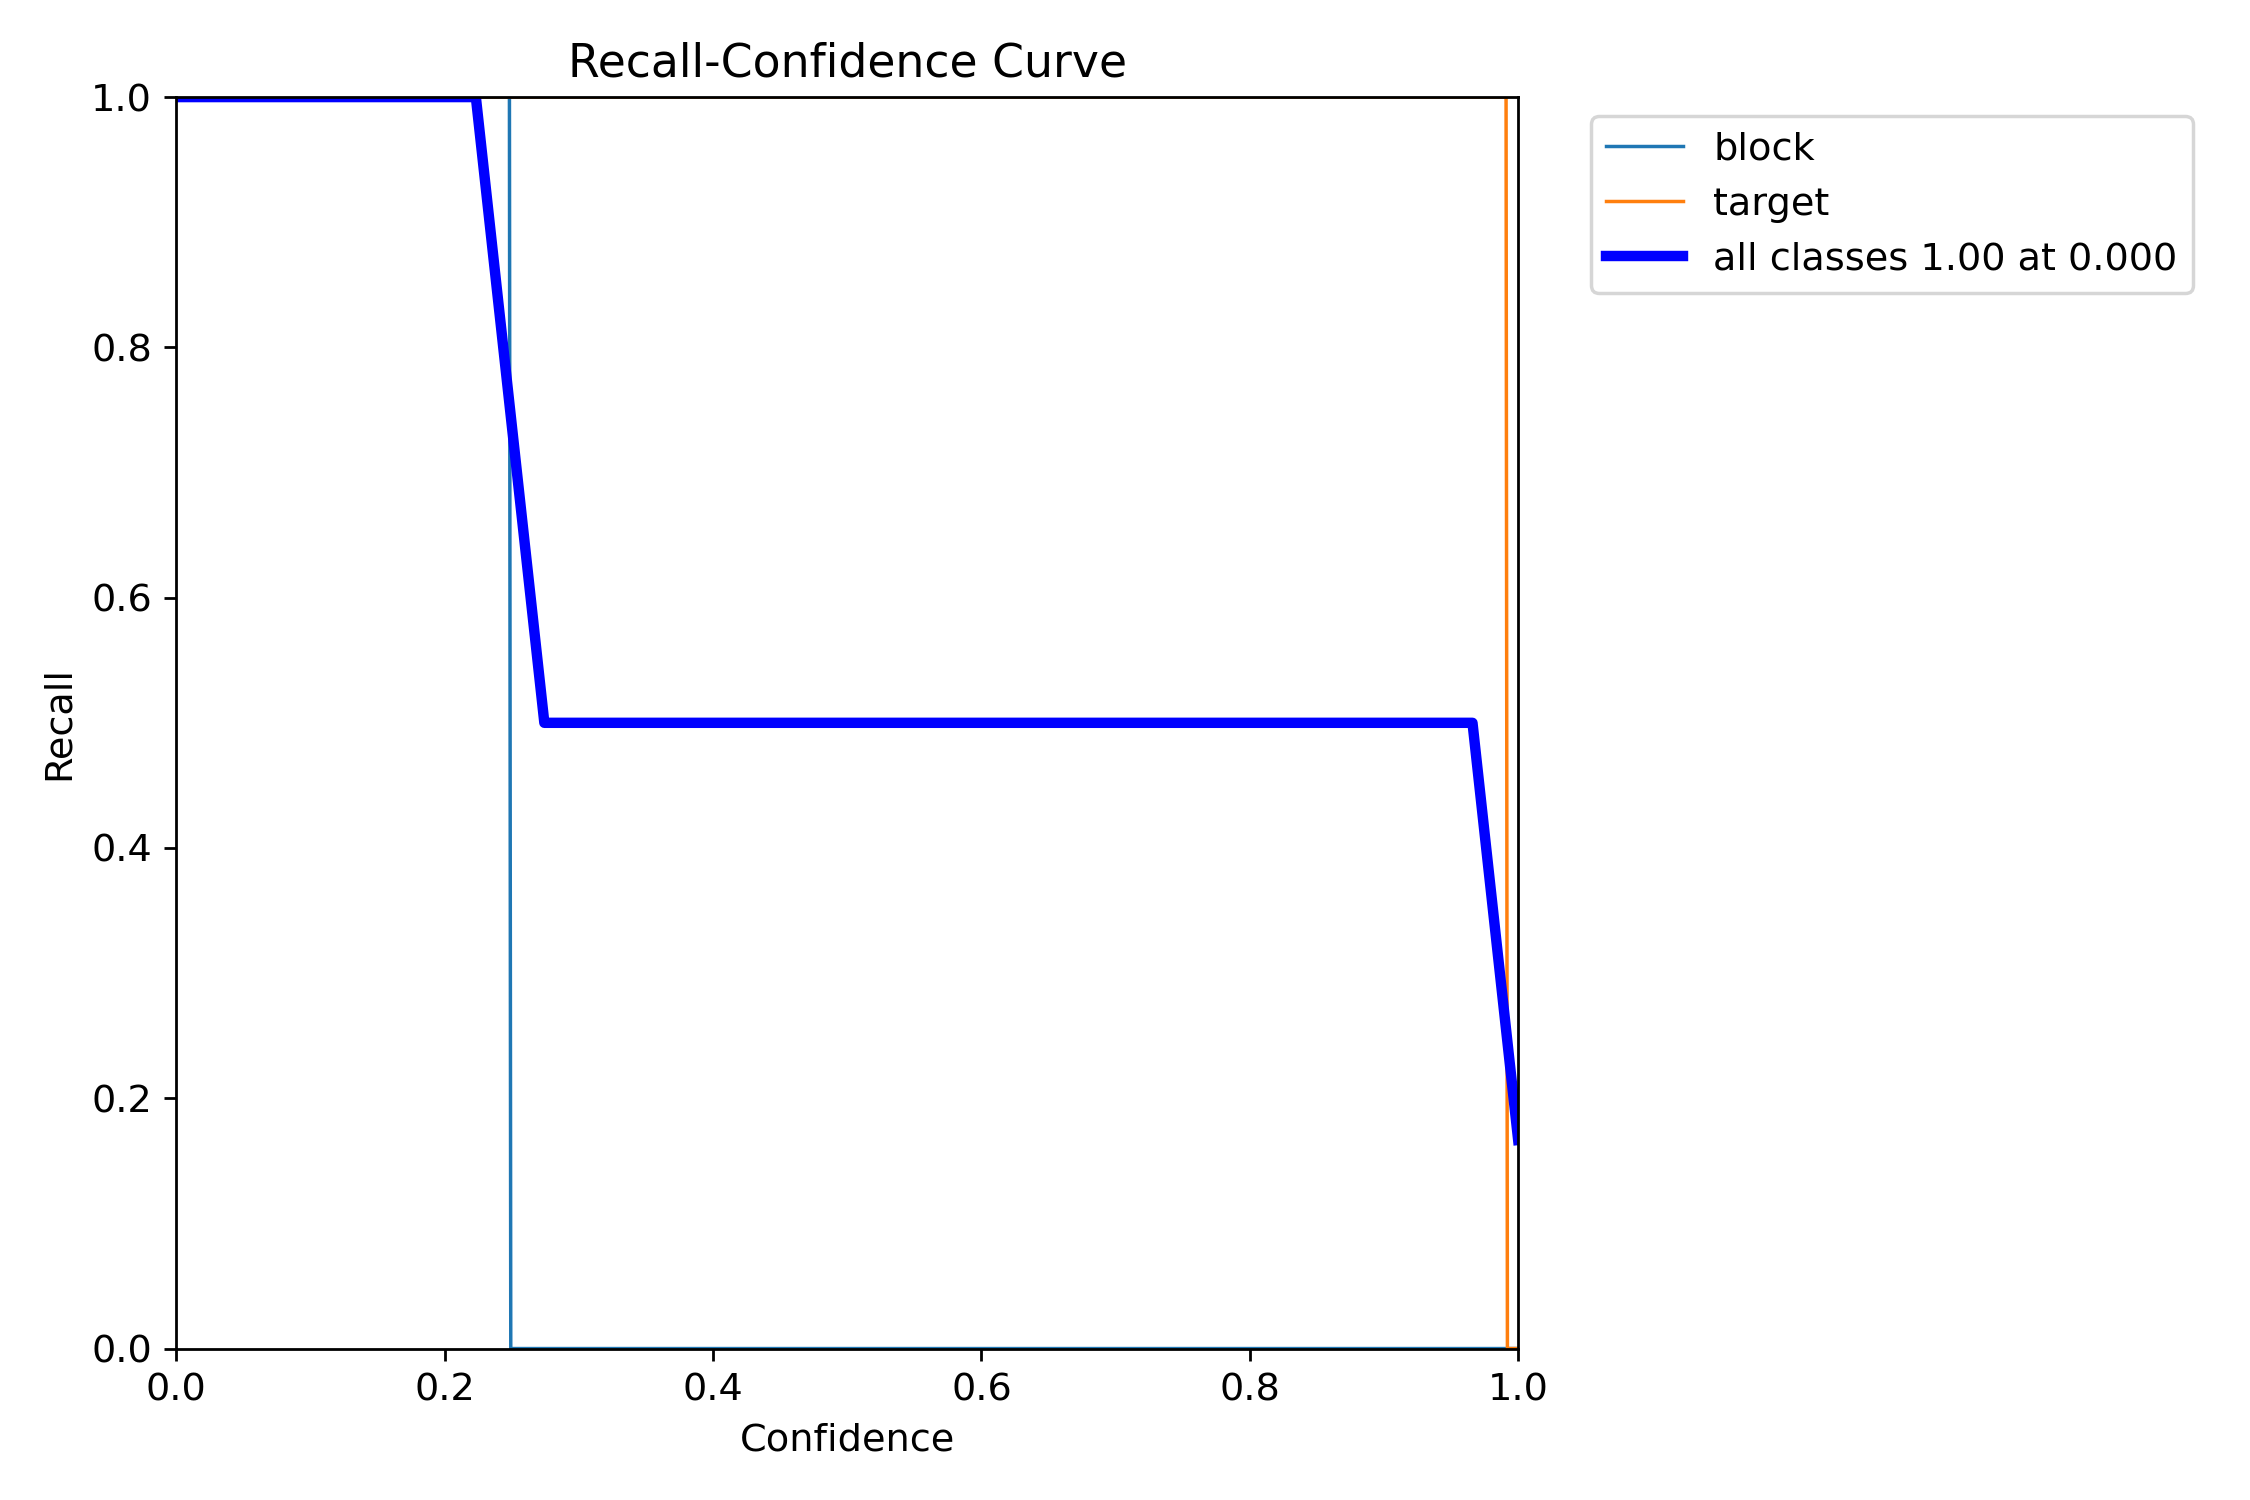 Recall-Confidence Curve
1.0
0.8
0.6
0.4
0.2
0.0
Recall
0.0 0.2 0.4 0.6 0.8 1.0
Confidence
block
target
all classes 1.00 at 0.000